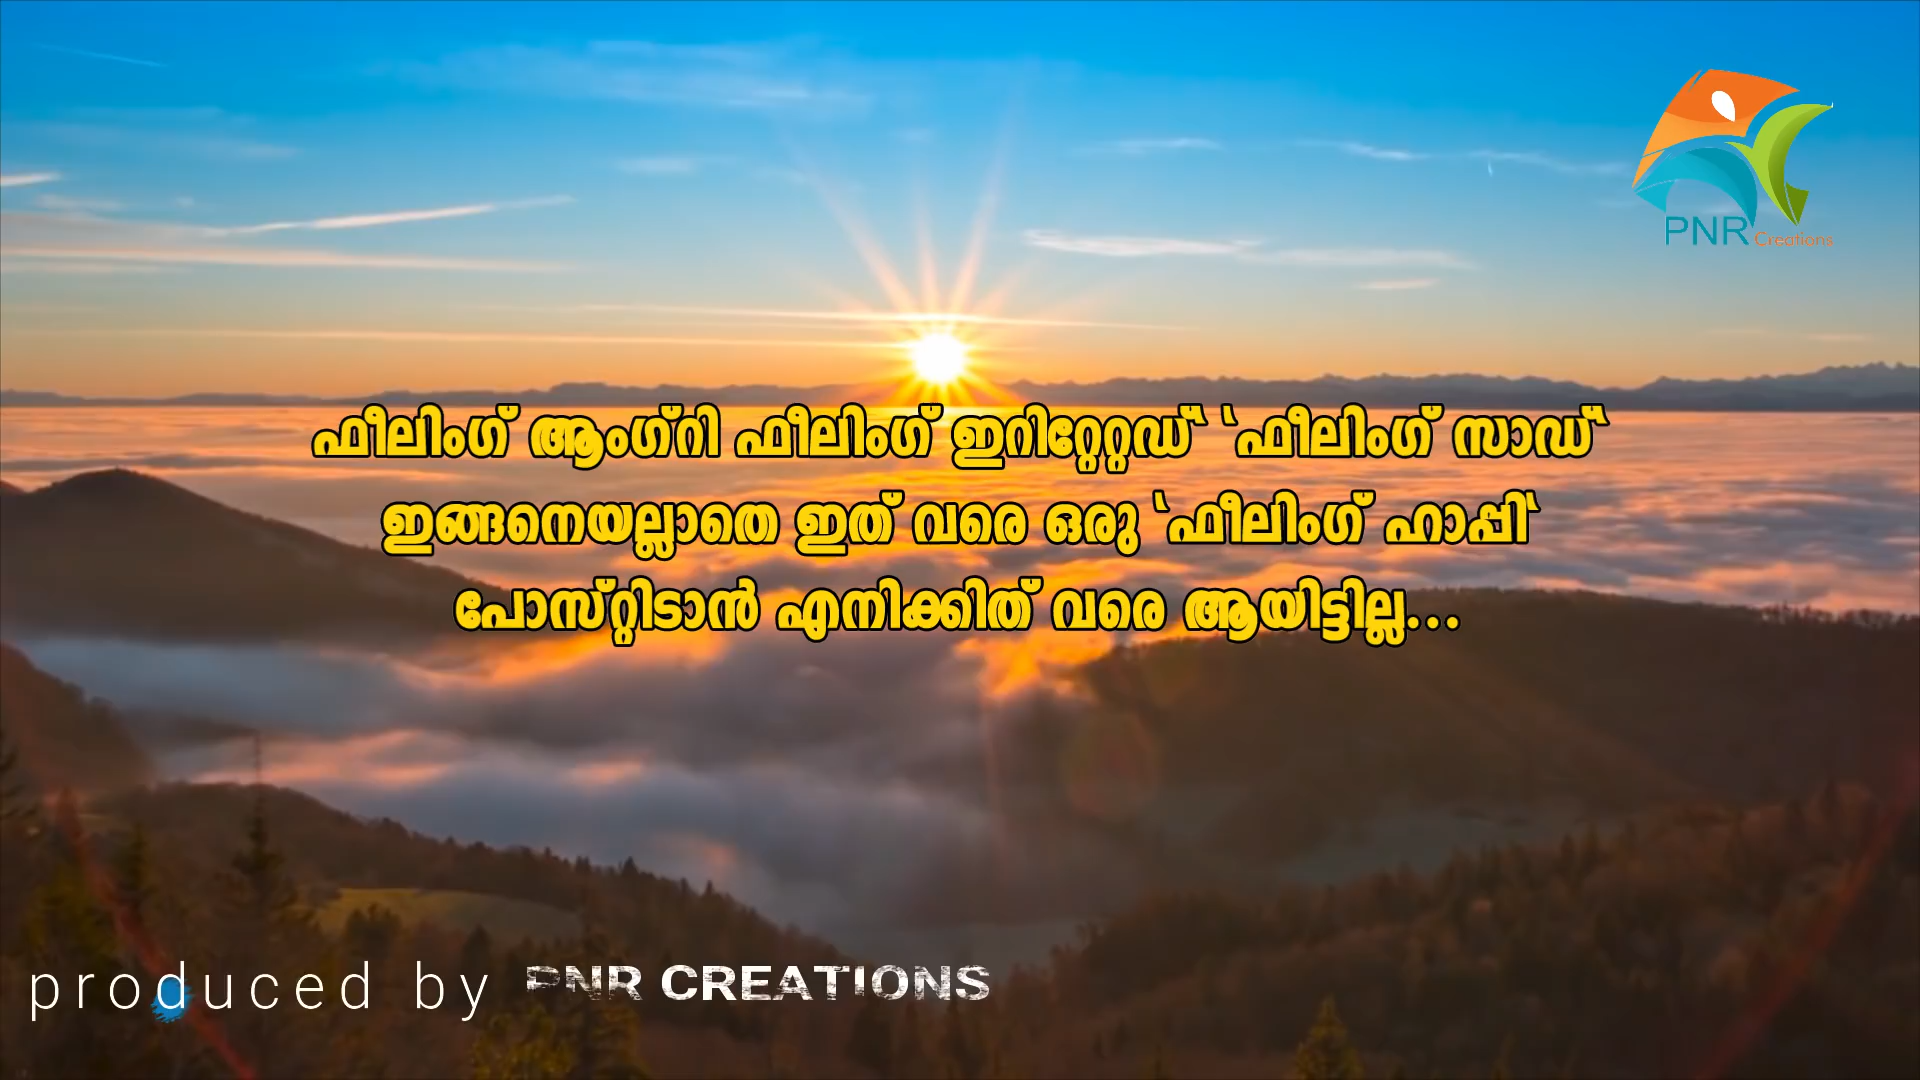 PNR Creations
ഫീലിംഗ് ആംഗ്റി ഫീലിംഗ് ഇറിറ്റേറ്റഡ്‘ ‘ഫീലിംഗ് സാഡ്‘
ഇങ്ങനെയല്ലാതെ ഇത് വരെ ഒരു ‘ഫീലിംഗ് ഹാപ്പി‘
പോസ്റ്റിടാൻ എനിക്കിത് വരെ ആയിട്ടില്ല...
produced by PNR CREATIONS